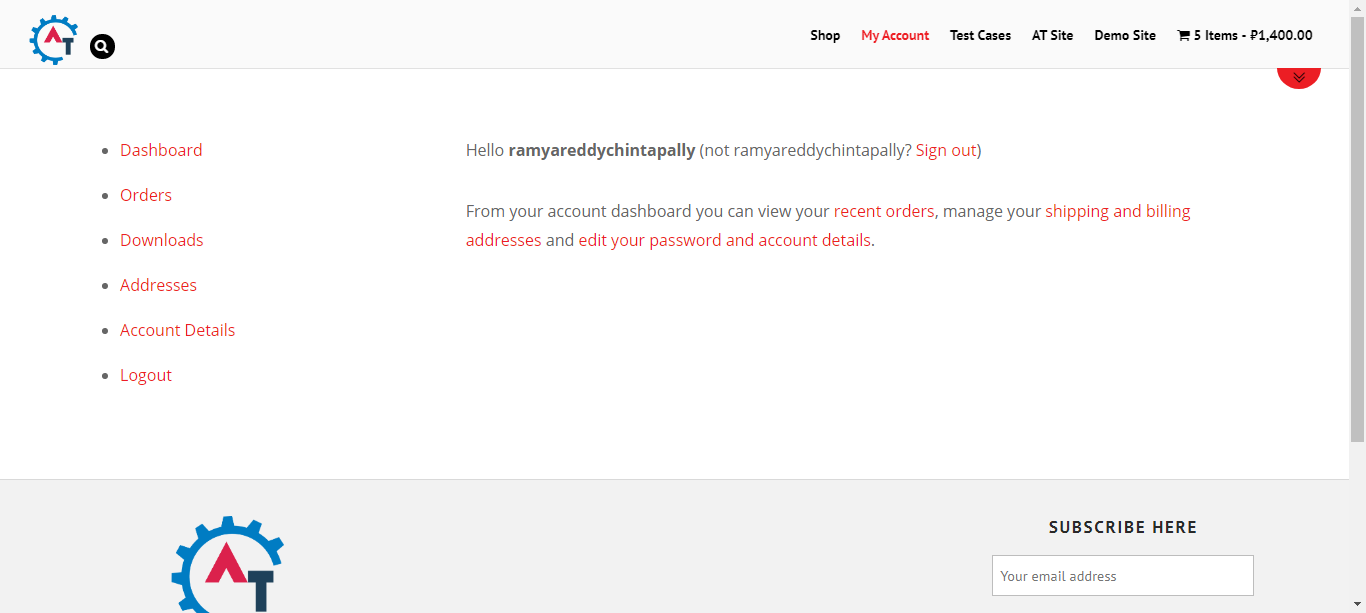 AT
Shop My Account Test Cases AT Site Demo Site 5 Items - ₽1,400.00
Dashboard
Orders
Downloads
Addresses
Account Details
Logout
Hello ramyareddychintapally (not ramyareddychintapally? Sign out)
From your account dashboard you can view your recent orders, manage your shipping and billing
addresses and edit your password and account details.
AT
SUBSCRIBE HERE
Your email address